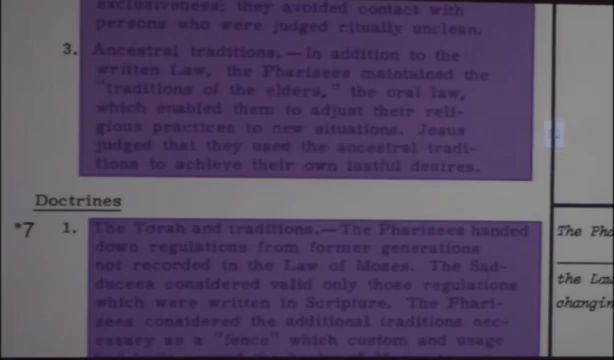 exclusiveness; they avoided contact with
persons who were judged ritually unclean.
3. Ancestral traditions.—In addition to the
written Law, the Pharisees maintained the
"traditions of the elders," the oral law,
which enabled them to adjust their reli-
gious practices to new situations. Jesus
judged that they used the ancestral tradi-
tions to achieve their own lustful desires.
Doctrines
*7 1. The Torah and traditions.—The Pharisees handed
down regulations from former generations
not recorded in the Law of Moses. The Sad-
ducees considered valid only those regulations
which were written in Scripture. The Phari-
sees considered the additional traditions nec-
essary as a "fence" which custom and usage
The Pha
the Law
changin